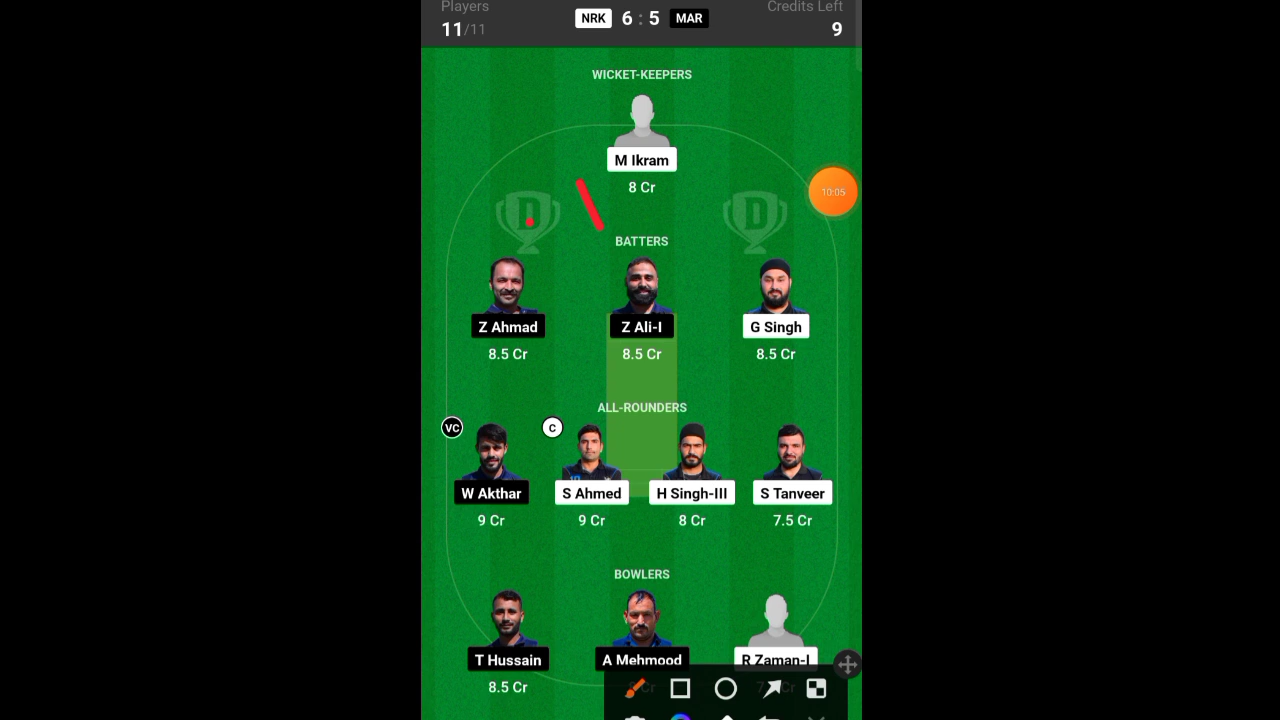 Players
Credits Left
NRK 6 : 5 MAR
11/11
9
WICKET-KEEPERS
M Ikram
8 Cr
10:05
D
D
BATTERS
Z Ahmad
Z Ali-I
G Singh
8.5 Cr
8.5 Cr
8.5 Cr
ALL-ROUNDERS
VC
C
W Akthar
S Ahmed
H Singh-III
S Tanveer
9 Cr
9 Cr
8 Cr
7.5 Cr
BOWLERS
T Hussain
A Mehmood
R Zaman-I
8.5 Cr
Cr